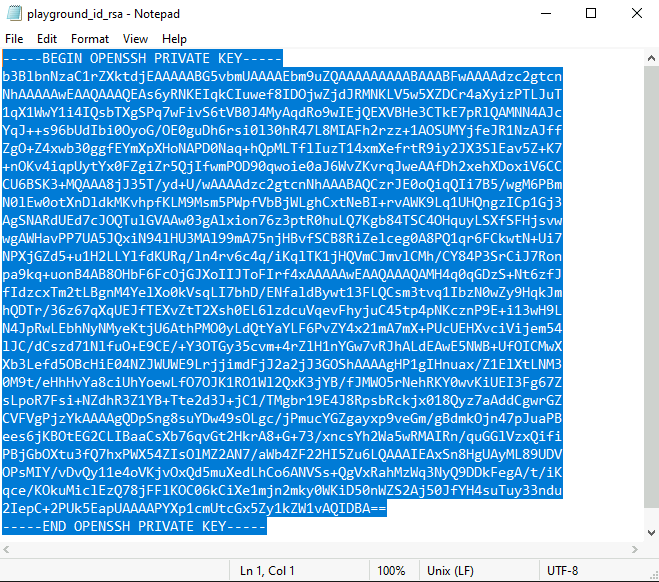 playground_id_rsa - Notepad
File Edit Format View Help
-----BEGIN OPENSSH PRIVATE KEY-----
b3BlbnNzaC1rZXktdjEAAAAABG5vbmUAAAAEbm9uZQAAAAAAAAABAAABFwAAAAdzc2gtcn
NhAAAAAwEAAQAAAQEAs6yRNKEIqkCIuwef8IDOjwZjdJRMNKLV5w5XZDCr4aXyizPTLJuT
1qX1WwY1i4IQsbTXgSPq7wFivS6tVB0J4MyAqdRo9wIEjQEXVBHe3CTkE7pRlQAMNN4AJc
YqJ++s96bUdIbi0OyoG/OE0guDh6rsi0l30hR47L8MIAFh2rzz+1AOSUMYjfeJR1NzAJff
ZgO+Z4xwb30ggfEYmXpXHoNAPD0Naq+hQpMLTflIuzT14xmXefrtR9iy2JX3SlEav5Z+K7
+nOKv4iqpUytYx0FZgiZr5QjIfwmPOD90qwoie0aJ6WvZKvrqJweAAfDh2xehXDoxiV6CC
CU6BSK3+MQAAA8jJ35T/yd+U/wAAAAdzc2gtcnNhAAABAQCzrJE0oQiqQIi7B5/wgM6PBm
N0lEw0otXnDldkMKvhpfKLM9Msm5PWpfVbBjWLghCxtNeBI+rvAWK9Lq1UHQngzICp1Gj3
AgSNARdUEd7cJOQTulGVAAw03gAlxion76z3ptR0huLQ7Kgb84TSC4OHquyLSXfSFHjsvw
wgAWHavPP7UA5JQxiN94lHU3MAl99mA75njHBvfSCB8RiZelceg0A8PQ1qr6FCkwtN+Ui7
NPXjGZd5+u1H2LLYlfdKURq/ln4rv6c4q/iKqlTK1jHQVmCJmvlCMh/CY84P3SrCiJ7Ron
pa9kq+uonB4AB8OHbF6FcOjGJXoIIJToFIrf4xAAAAAwEAAQAAAQAMH4q0qGDzS+Nt6zfJ
fIdzcxTm2tLBgnM4YelXo0kVsqLI7bhD/ENfaldBywt13FLQCsm3tvq1IbzN0wZy9HqkJm
hQDTr/36z67qXqUEJfTEXvZtT2Xsh0EL6lzdcuVqevFhyjuC45tp4pNKcznP9E+i13wH9L
N4JpRwLEbhNyNMyeKtjU6AthPMO0yLdQtYaYLF6PvZY4x21mA7mX+PUcUEHXvciVijem54
lJC/dCszd71NlfuO+E9CE/+Y3OTGy35cvm+4rZlH1nYGw7vRJhALdEAwE5NWB+UfOICMwX
Xb3Lefd5OBcHiE04NZJWUWE9LrjjimdFjJ2a2jJ3GOShAAAAgHP1gIHnuax/Z1ElXtLNM3
0M9t/eHhHvYa8ciUhYoewLfO7OJK1RO1Wl2QxK3jYB/fJMWO5rNehRKY0wvKiUEI3Fg67Z
sLpoR7Fsi+NZdhR3Z1YB+Tte2d3J+jC1/TMgbr19E4J8RpsbRckjx018Qyz7aAddCgwrGZ
CVFVgPjzYkAAAAgQDpSng8suYDw49sOLgc/jPmucYGZgayxp9veGm/gBdmkOjn47pJuaPB
ees6jKBOtEG2CLIBaaCsXb76qvGt2HkrA8+G+73/xncsYh2Wa5wRMAIRn/quGGlVzxQifi
PBjGbOXtu3fQ7hxPWX54ZIsOlMZ2AN7/aWb4ZF22HI5Zu6LQAAAIEAxSn8HgUAyML89UDV
OPsMIY/vDvQy11e4oVKjvOxQd5muXedLhCo6ANVSs+QgVxRahMzWq3NyQ9DDkFegA/t/iK
qce/KOkuMiclEzQ78jFFlKOC06kCiXe1mjn2mky0WKiD50nWZS2Aj50JfYH4suTuy33ndu
2IepC+2PUk5EapUAAAAPYXp1cmUtcGx5Zy1kZW1vAQIDBA==
-----END OPENSSH PRIVATE KEY-----
Ln 1, Col 1 100% Unix (LF) UTF-8